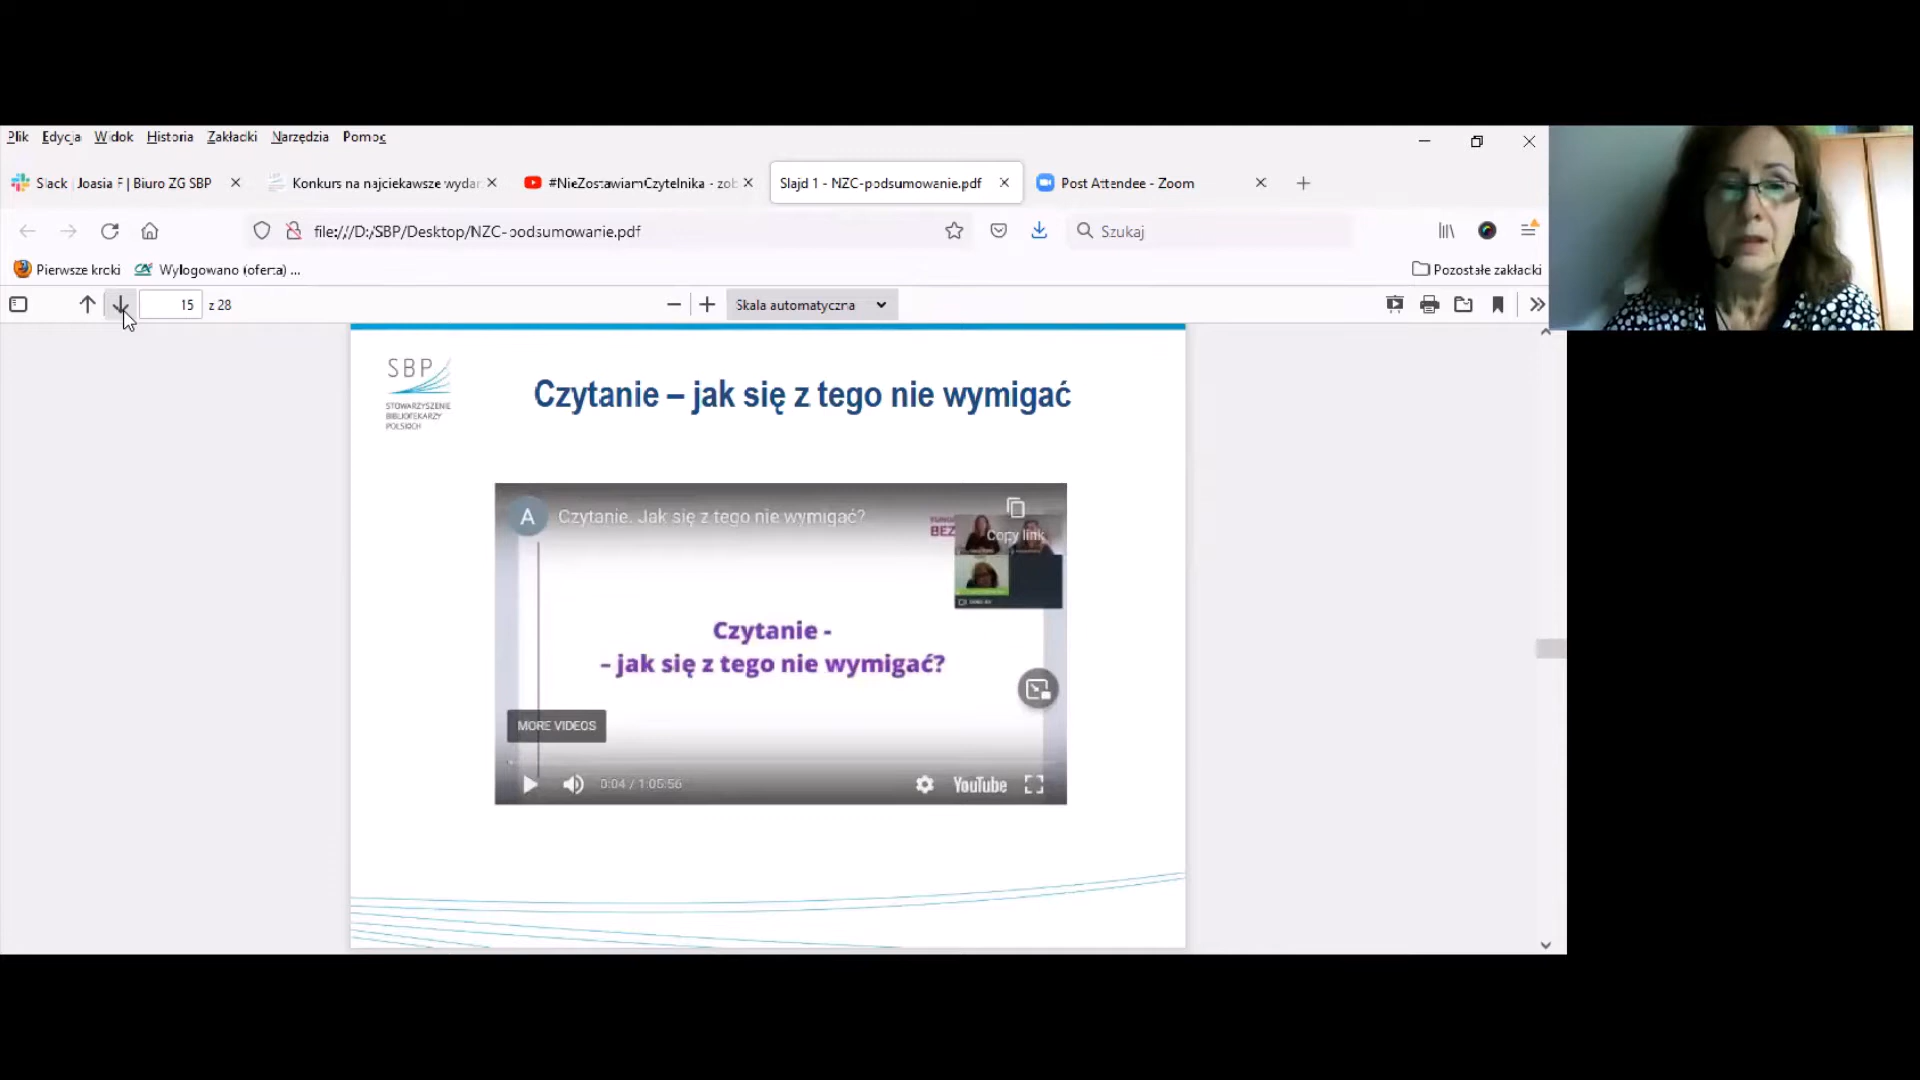 Plik Edycja Widok Historia Zakładki Narzędzia Pomoc
Slack | Joasia F | Biuro ZG SBP
Konkurs na najciekawsze wydar
#NieZostawiamCzytelnika - zob
Slajd 1 - NZC-podsumowanie.pdf
Post Attendee - Zoom
file:///D:/SBP/Desktop/NZC-podsumowanie.pdf
Szukaj
Pierwsze kroki
Wylogowano (oferta) ...
Pozostałe zakładki
15 z 28
Skala automatyczna
SBP
STOWARZYSZENIE
BIBLIOTEKARZY
POLSKICH
Czytanie – jak się z tego nie wymigać
A
Czytanie. Jak się z tego nie wymigać?
BEZ
Copy link
Czytanie -
– jak się z tego nie wymigać?
MORE VIDEOS
0:04 / 1:05:56
YouTube